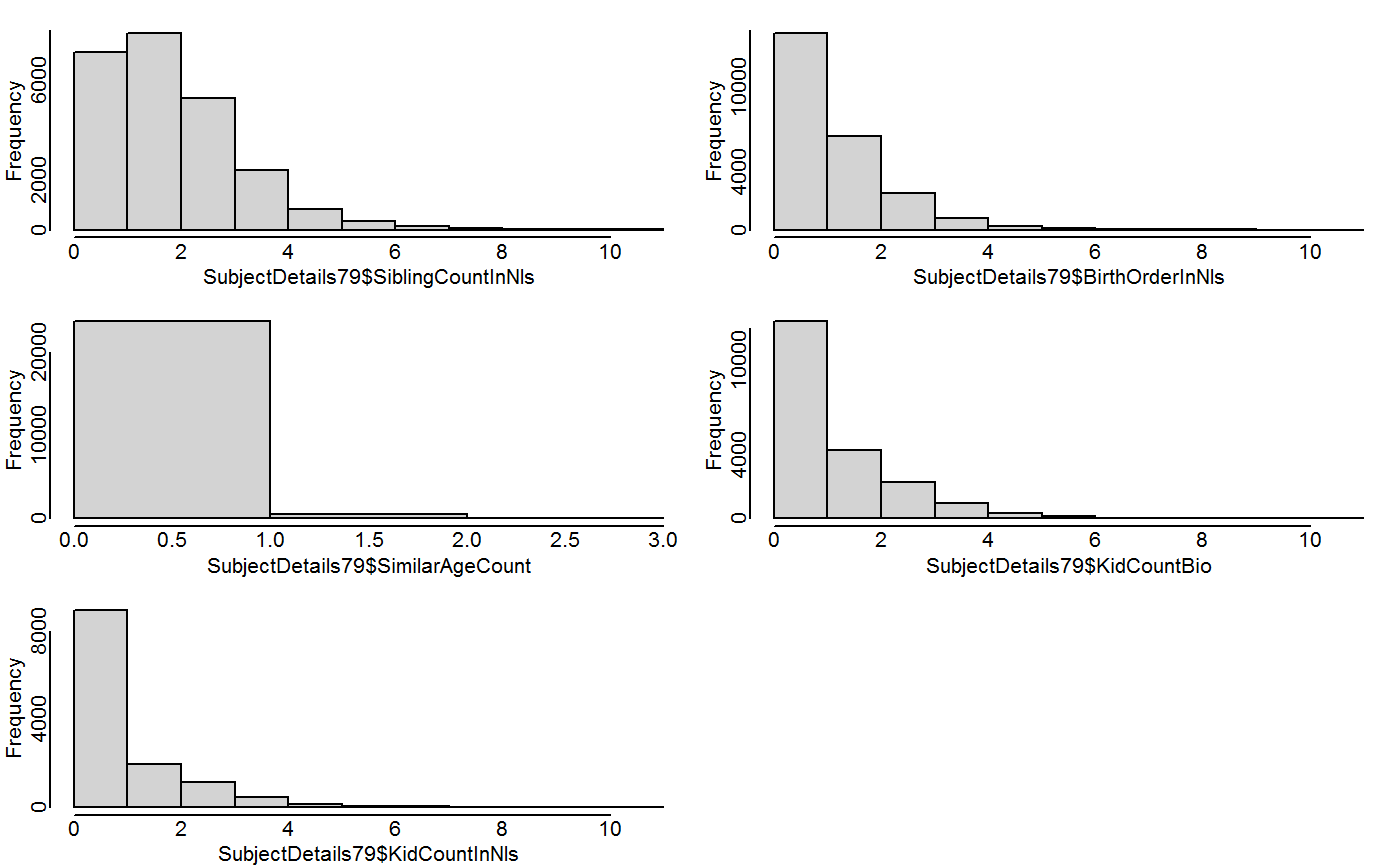 Frequency
0 2000 6000
0 2 4 6 8 10
SubjectDetails79$SiblingCountInNls
Frequency
0 4000 10000
0 2 4 6 8 10
SubjectDetails79$BirthOrderInNls
Frequency
0 10000 20000
0.0 0.5 1.0 1.5 2.0 2.5 3.0
SubjectDetails79$SimilarAgeCount
Frequency
0 4000 10000
0 2 4 6 8 10
SubjectDetails79$KidCountBio
Frequency
0 4000 8000
0 2 4 6 8 10
SubjectDetails79$KidCountInNls